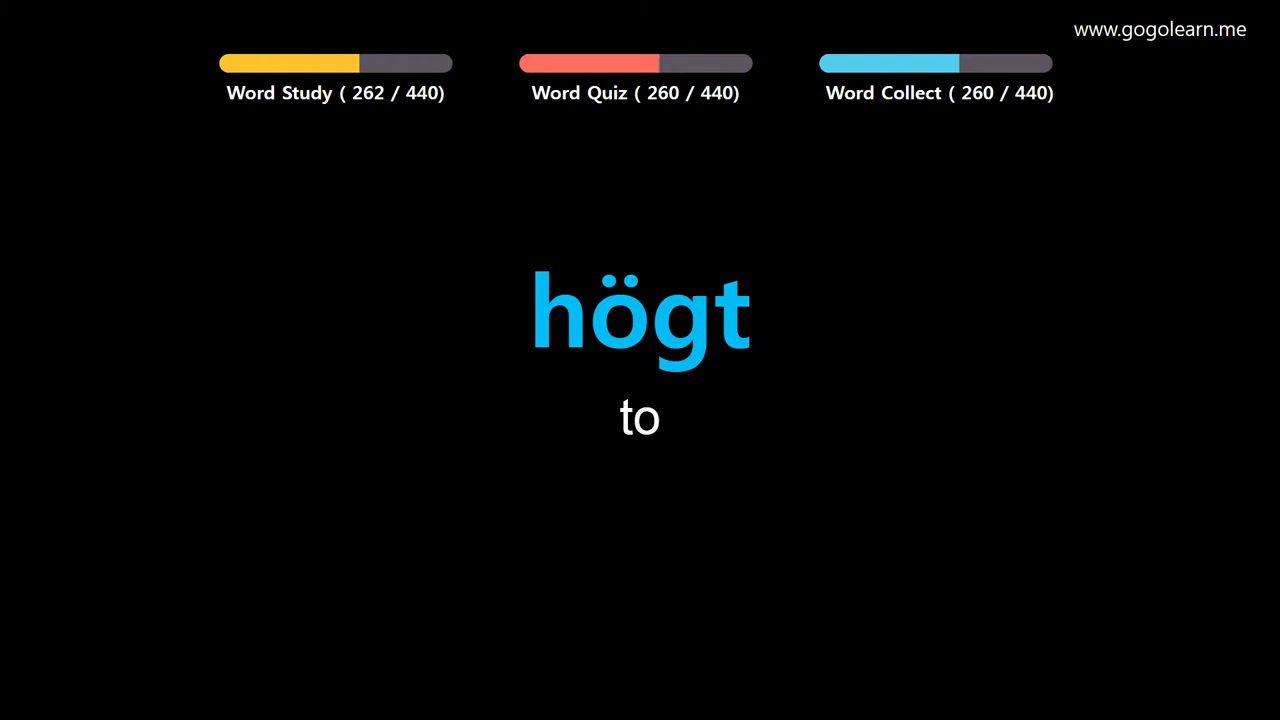 www.gogolearn.me
Word Study ( 262 / 440)
Word Quiz ( 260 / 440)
Word Collect ( 260 / 440)
högt
to